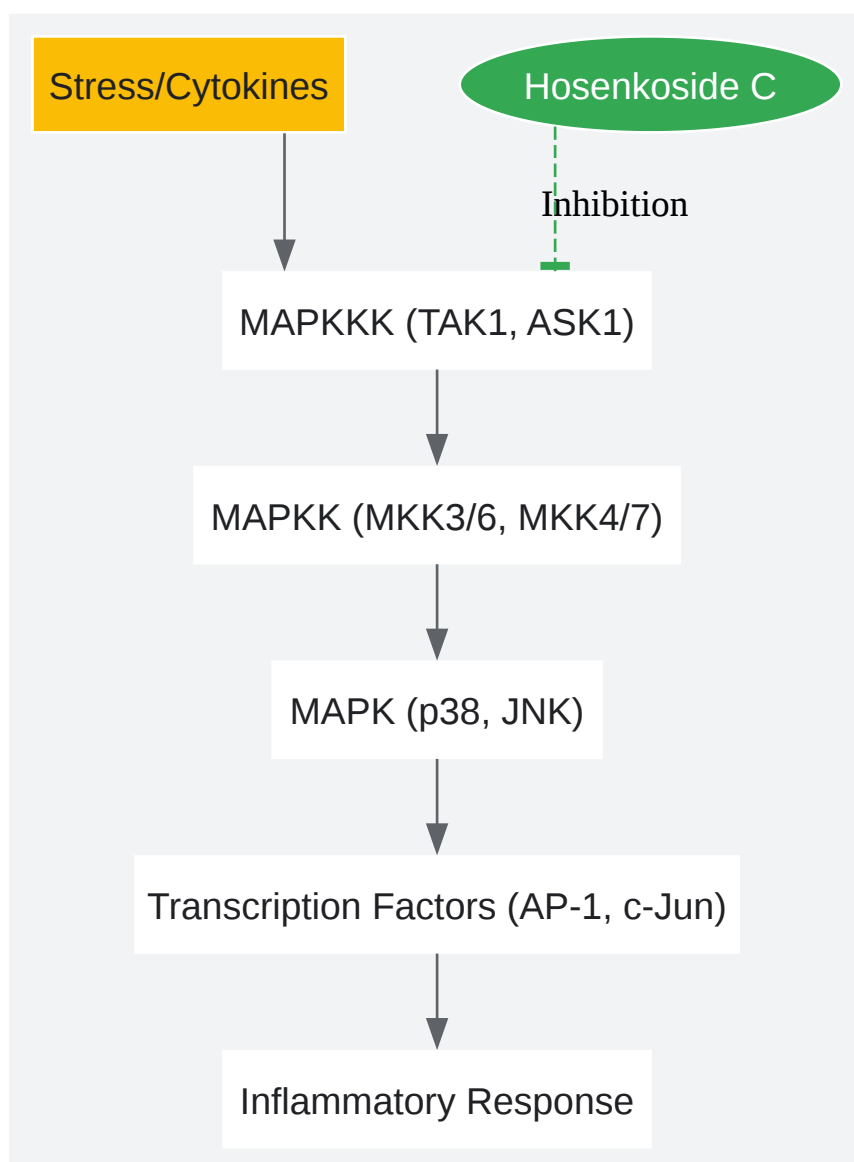 Stress/Cytokines
Hosenkoside C
Inhibition
MAPKKK (TAK1, ASK1)
MAPKK (MKK3/6, MKK4/7)
MAPK (p38, JNK)
Transcription Factors (AP-1, c-Jun)
Inflammatory Response